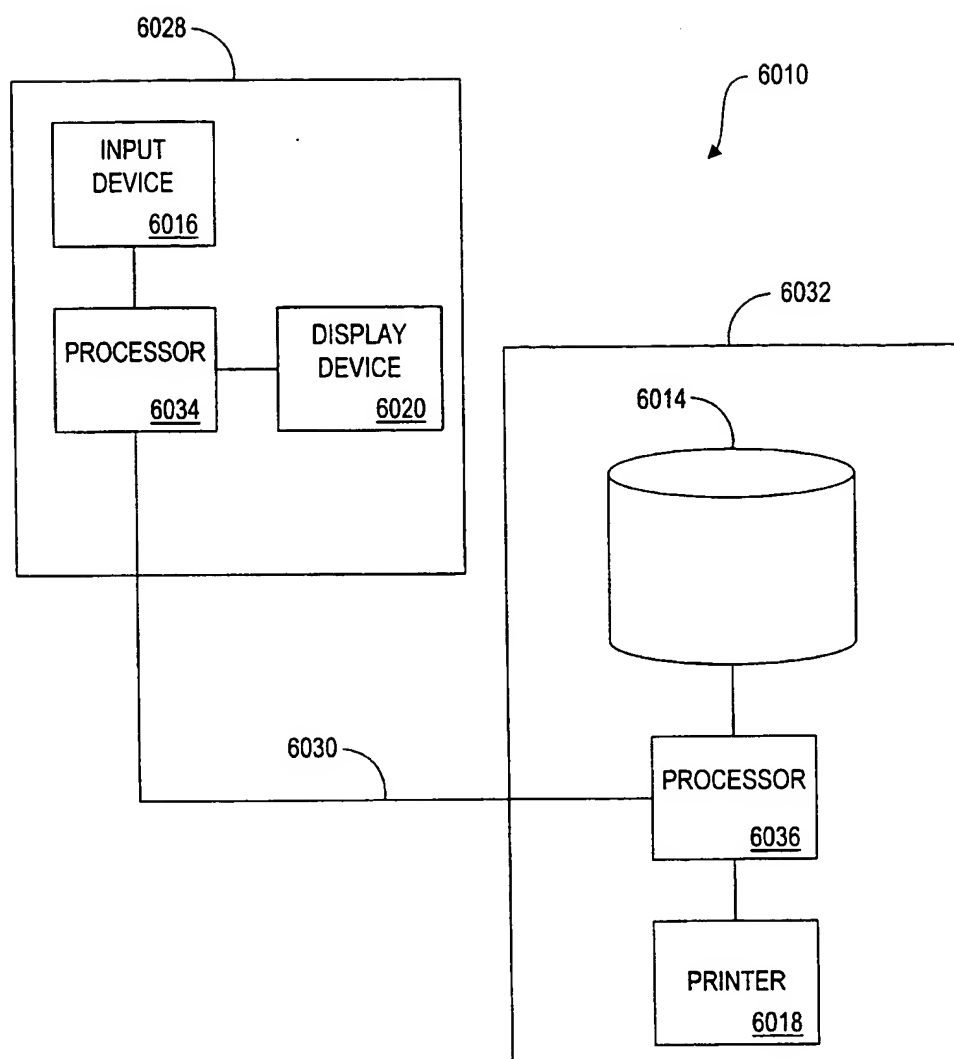 6028
6010
INPUT
DEVICE
6016
6032
PROCESSOR
6034
DISPLAY
DEVICE
6020
6014
6030
PROCESSOR
6036
PRINTER
6018